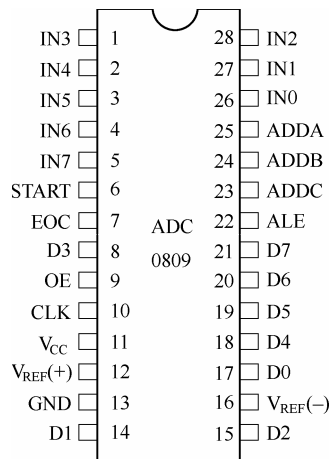 IN3 1 28 IN2
IN4 2 27 IN1
IN5 3 26 IN0
IN6 4 25 ADDA
IN7 5 24 ADDB
START 6 23 ADDC
EOC 7 ADC 22 ALE
D3 8 0809 21 D7
OE 9 20 D6
CLK 10 19 D5
VCC 11 18 D4
VREF(+) 12 17 D0
GND 13 16 VREF(−)
D1 14 15 D2